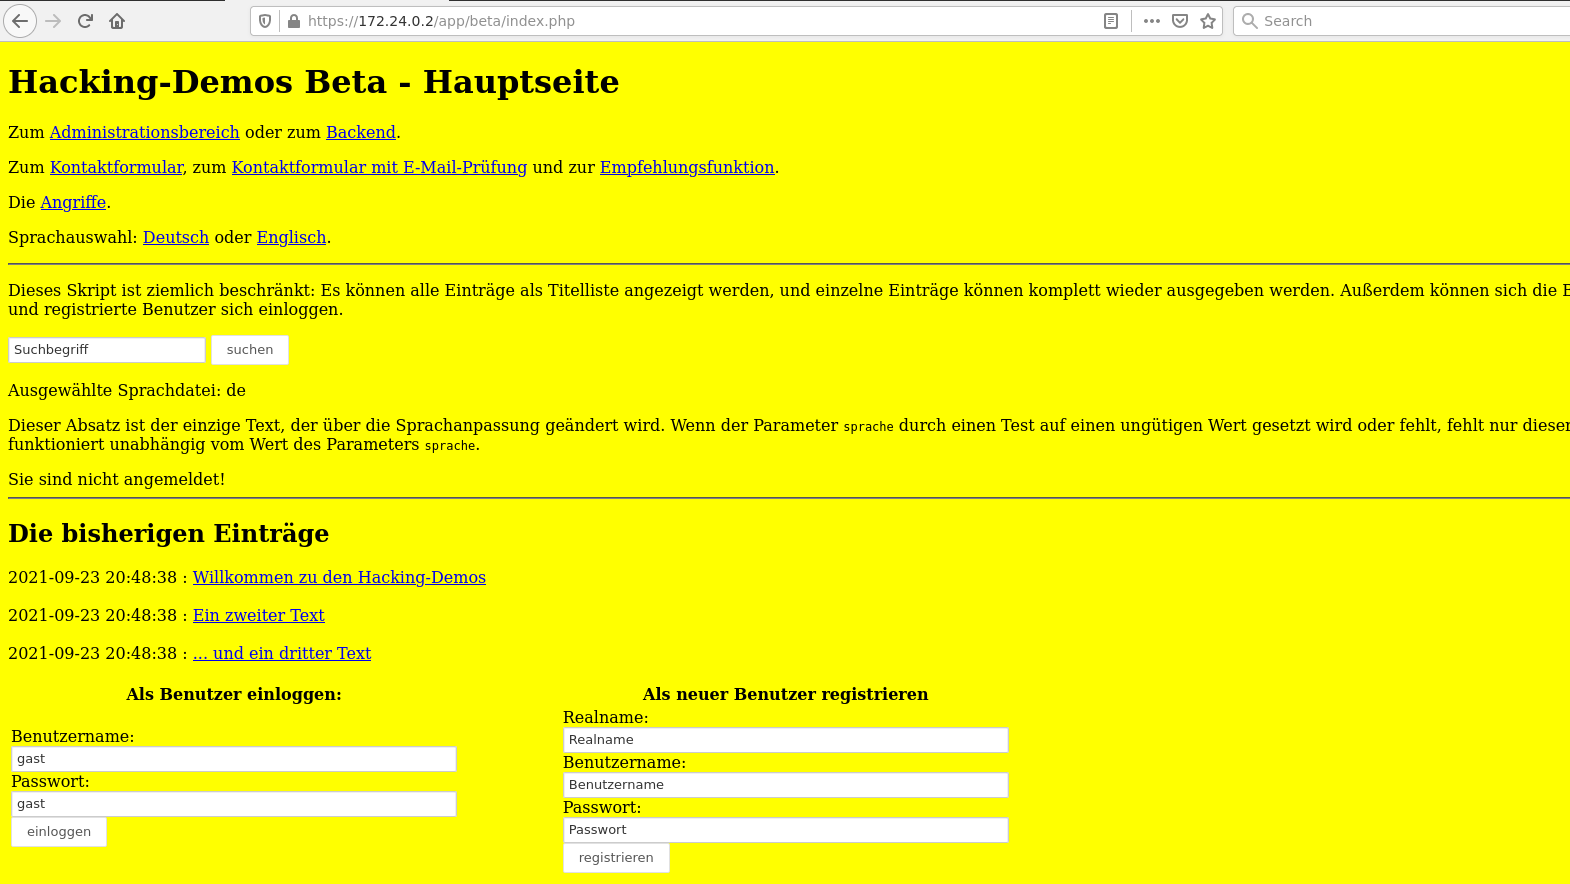 https://172.24.0.2/app/beta/index.php
Search
Hacking-Demos Beta - Hauptseite
Zum Administrationsbereich oder zum Backend.
Zum Kontaktformular, zum Kontaktformular mit E-Mail-Prüfung und zur Empfehlungsfunktion.
Die Angriffe.
Sprachauswahl: Deutsch oder Englisch.
Dieses Skript ist ziemlich beschränkt: Es können alle Einträge als Titelliste angezeigt werden, und einzelne Einträge können komplett wieder ausgegeben werden. Außerdem können sich die
und registrierte Benutzer sich einloggen.
Suchbegriff suchen
Ausgewählte Sprachdatei: de
Dieser Absatz ist der einzige Text, der über die Sprachanpassung geändert wird. Wenn der Parameter sprache durch einen Test auf einen ungütigen Wert gesetzt wird oder fehlt, fehlt nur dieser
funktioniert unabhängig vom Wert des Parameters sprache.
Sie sind nicht angemeldet!
Die bisherigen Einträge
2021-09-23 20:48:38 : Willkommen zu den Hacking-Demos
2021-09-23 20:48:38 : Ein zweiter Text
2021-09-23 20:48:38 : ... und ein dritter Text
Als Benutzer einloggen:
Benutzername:
gast
Passwort:
gast
einloggen
Als neuer Benutzer registrieren
Realname:
Realname
Benutzername:
Benutzername
Passwort:
Passwort
registrieren